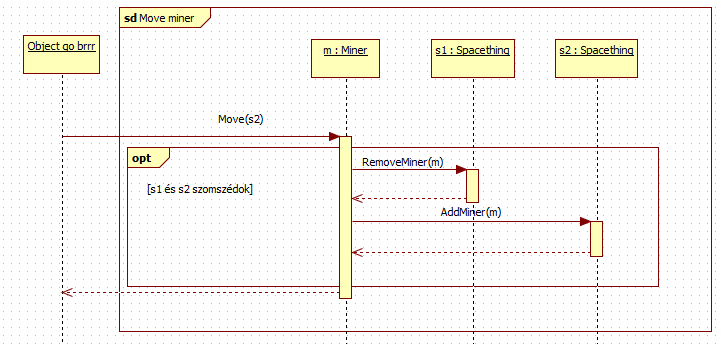 sd Move miner
Object go brrr
m : Miner
s1 : Spacething
s2 : Spacething
Move(s2)
opt
RemoveMiner(m)
[s1 és s2 szomszédok]
AddMiner(m)